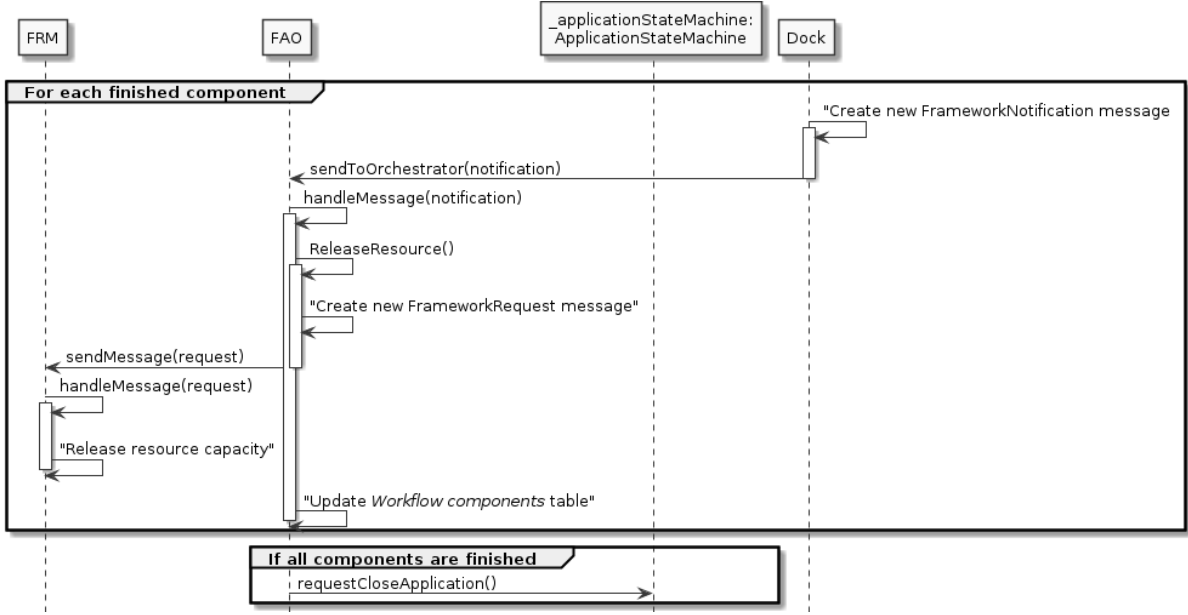 FRM
FAO
_applicationStateMachine:
ApplicationStateMachine
Dock
For each finished component
"Create new FrameworkNotification message
sendToOrchestrator(notification)
handleMessage(notification)
ReleaseResource()
"Create new FrameworkRequest message"
sendMessage(request)
handleMessage(request)
"Release resource capacity"
"Update Workflow components table"
If all components are finished
requestCloseApplication()